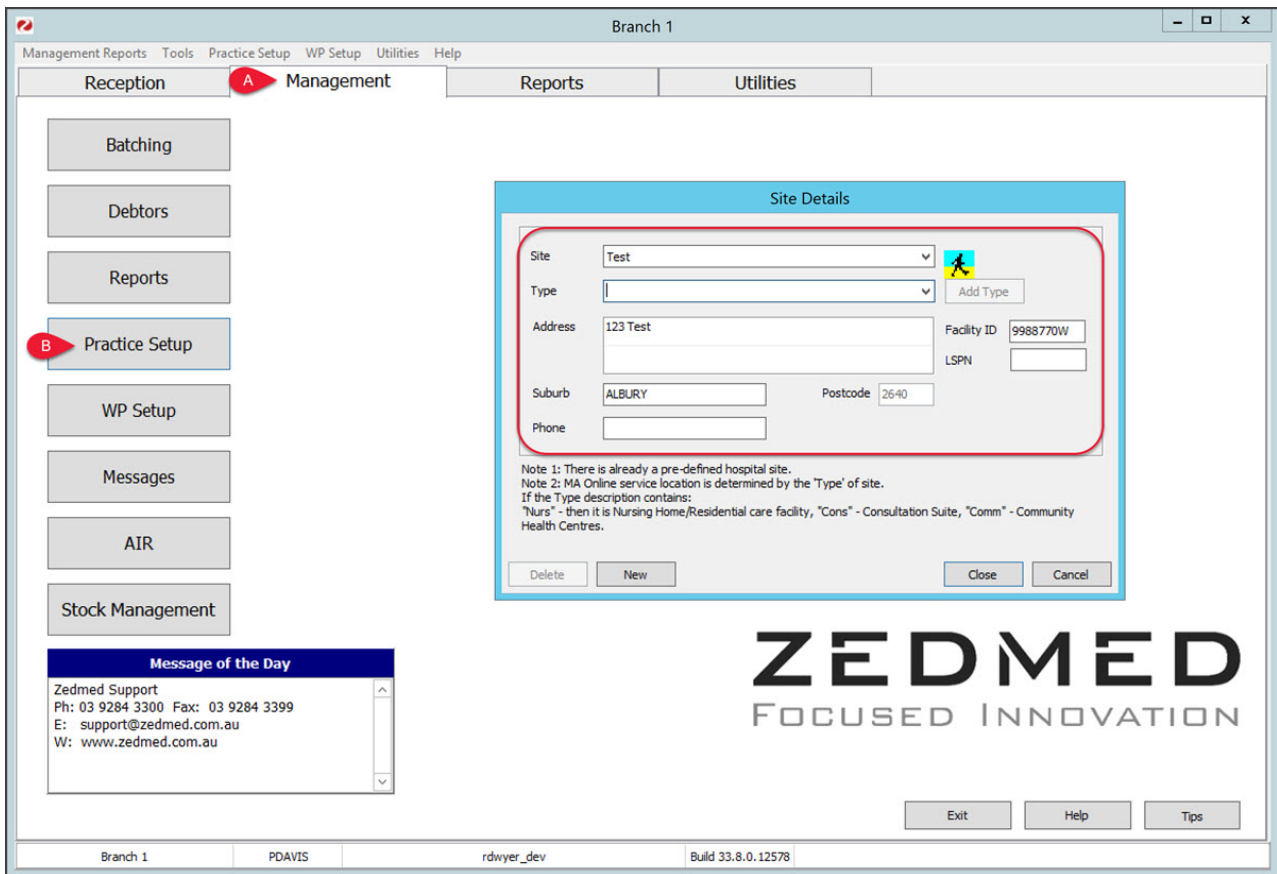 Branch 1
Management Reports Tools Practice Setup WP Setup Utilities Help
Reception A Management Reports Utilities
Batching
Debtors
Reports
B Practice Setup
WP Setup
Messages
AIR
Stock Management
Site Details
Site Test
Type Add Type
Address 123 Test Facility ID 9988770W
LSPN
Suburb ALBURY Postcode 2640
Phone
Note 1: There is already a pre-defined hospital site.
Note 2: MA Online service location is determined by the 'Type' of site.
If the Type description contains:
"Nurs" - then it is Nursing Home/Residential care facility, "Cons" - Consultation Suite, "Comm" - Community
Health Centres.
Delete New Close Cancel
Message of the Day
Zedmed Support
Ph: 03 9284 3300 Fax: 03 9284 3399
E: support@zedmed.com.au
W: www.zedmed.com.au
ZEDMED
FOCUSED INNOVATION
Exit Help Tips
Branch 1 PDAVIS rdwyer_dev Build 33.8.0.12578